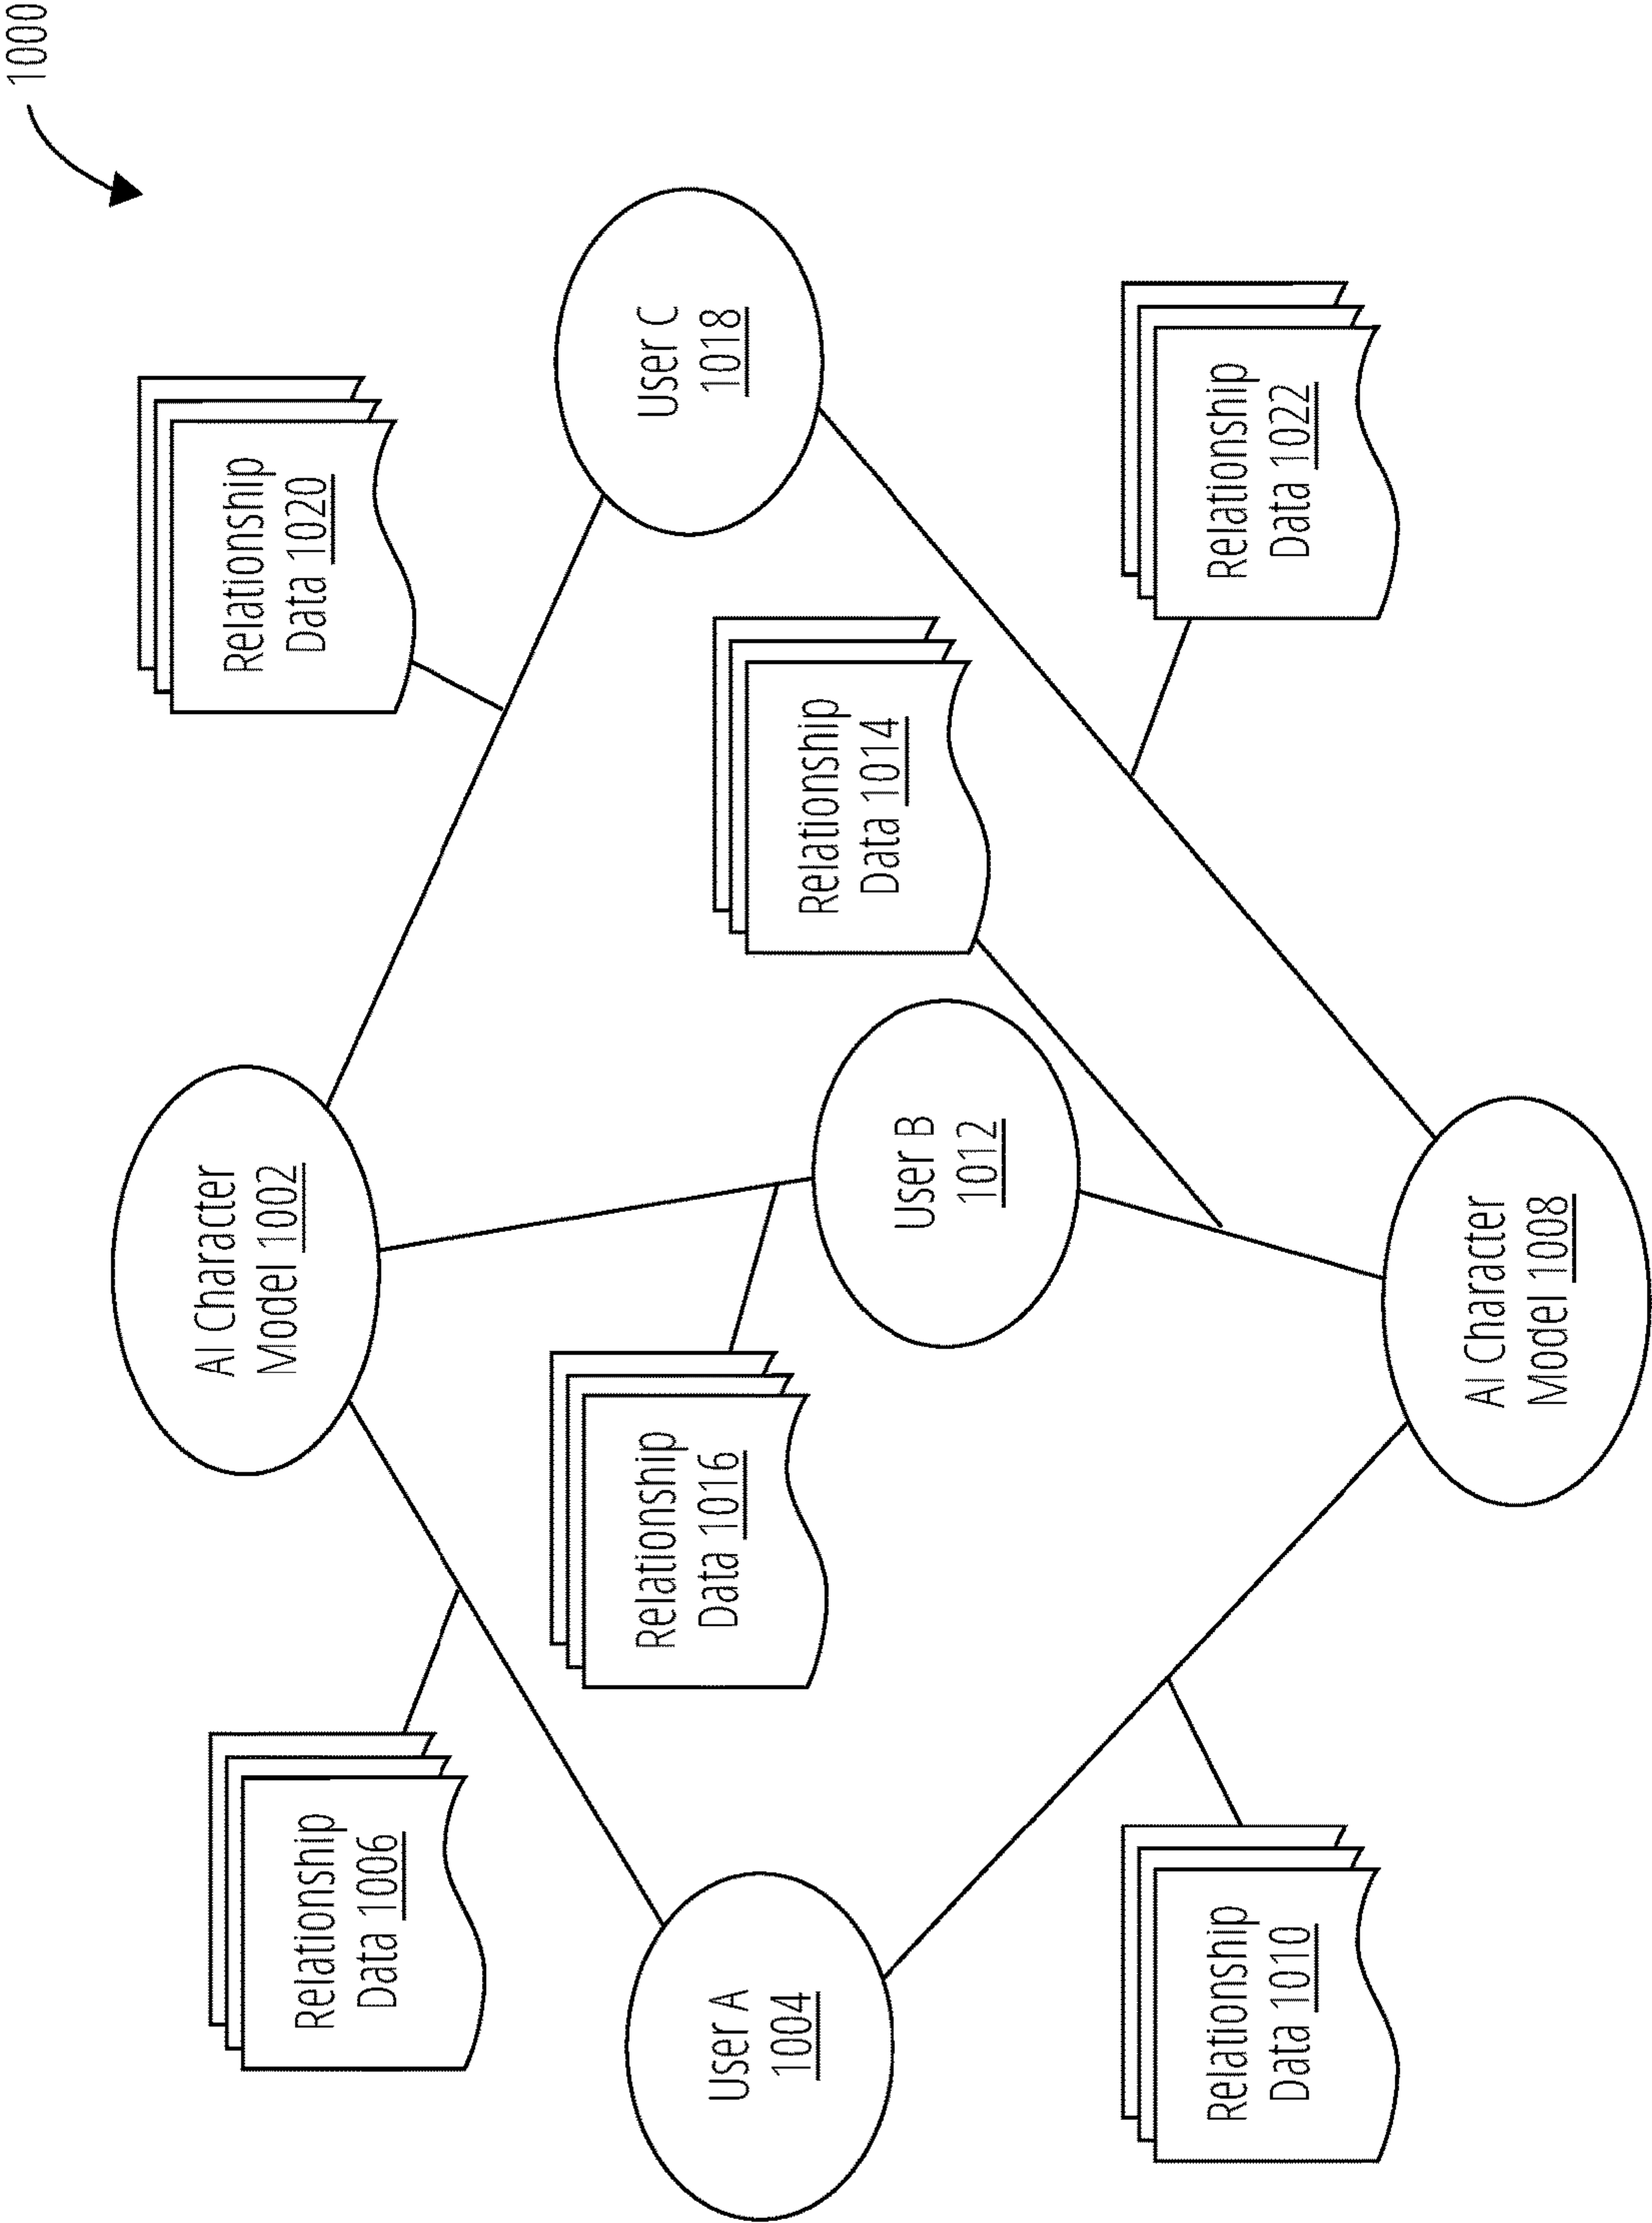 1000
AI Character
Model 1002
Relationship
Data 1006
Relationship
Data 1020
Relationship
Data 1016
User C
1018
User A
1004
Relationship
Data 1014
User B
1012
Relationship
Data 1010
Relationship
Data 1022
AI Character
Model 1008